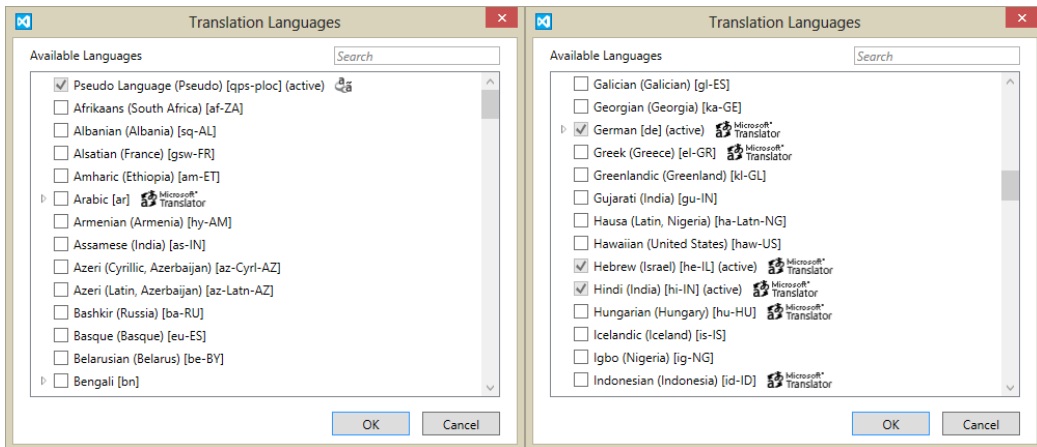 Translation Languages
Available Languages
Search
Pseudo Language (Pseudo) [qps-ploc] (active)
Afrikaans (South Africa) [af-ZA]
Albanian (Albania) [sq-AL]
Alsatian (France) [gsw-FR]
Amharic (Ethiopia) [am-ET]
Arabic [ar] Microsoft® Translator
Armenian (Armenia) [hy-AM]
Assamese (India) [as-IN]
Azeri (Cyrillic, Azerbaijan) [az-Cyrl-AZ]
Azeri (Latin, Azerbaijan) [az-Latn-AZ]
Bashkir (Russia) [ba-RU]
Basque (Basque) [eu-ES]
Belarusian (Belarus) [be-BY]
Bengali [bn]
OK
Cancel
Translation Languages
Available Languages
Search
Galician (Galician) [gl-ES]
Georgian (Georgia) [ka-GE]
German [de] (active) Microsoft® Translator
Greek (Greece) [el-GR] Microsoft® Translator
Greenlandic (Greenland) [kl-GL]
Gujarati (India) [gu-IN]
Hausa (Latin, Nigeria) [ha-Latn-NG]
Hawaiian (United States) [haw-US]
Hebrew (Israel) [he-IL] (active) Microsoft® Translator
Hindi (India) [hi-IN] (active) Microsoft® Translator
Hungarian (Hungary) [hu-HU] Microsoft® Translator
Icelandic (Iceland) [is-IS]
Igbo (Nigeria) [ig-NG]
Indonesian (Indonesia) [id-ID] Microsoft® Translator
OK
Cancel